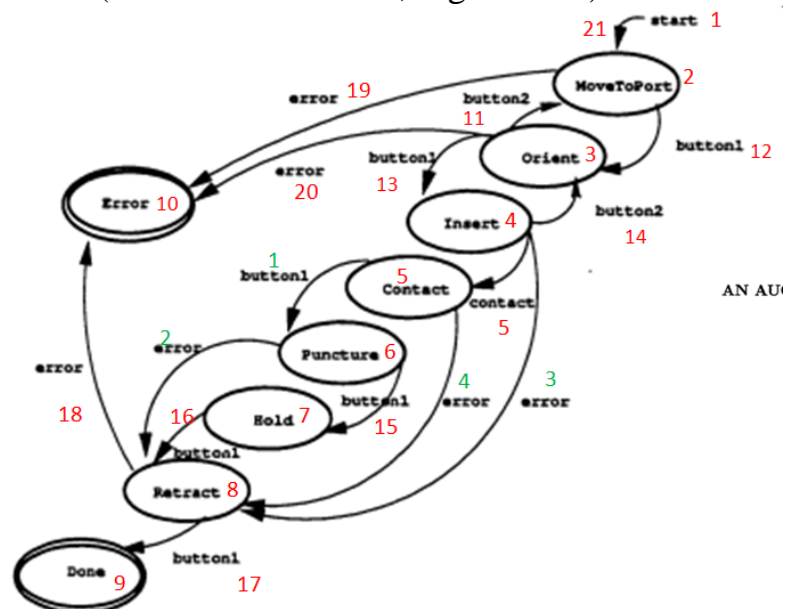 start 1
21
MoveToPort 2
error 19
button2
11
button1 12
Orient 3
button1
13
error
20
Error 10
Insert 4
button2
14
1
button1
5
Contact
contact
5
AN AU
2
error
Puncture 6
4
error
3
error
error
18
16
Hold 7
button1
15
button1
Retract 8
Done 9
button1
17